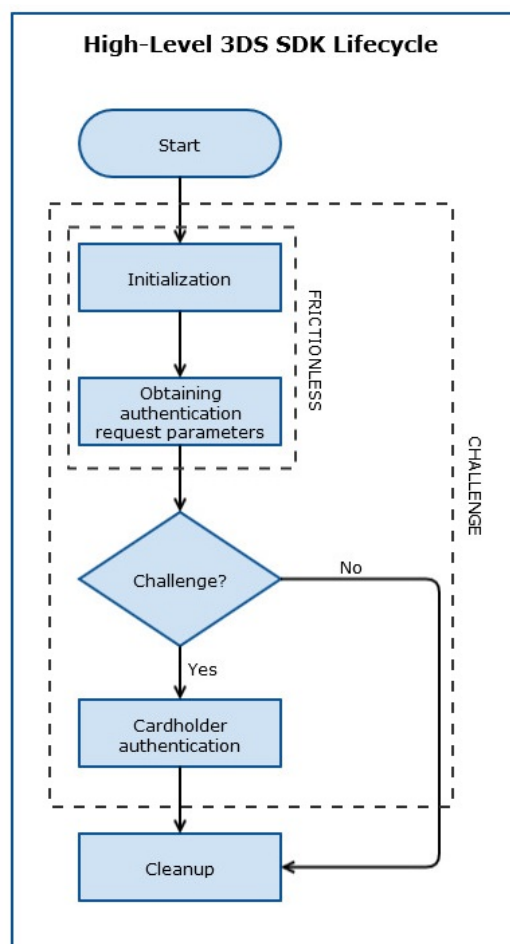 High-Level 3DS SDK Lifecycle
Start
Initialization
FRICTIONLESS
Obtaining
authentication
request parameters
CHALLENGE
Challenge?
No
Yes
Cardholder
authentication
Cleanup